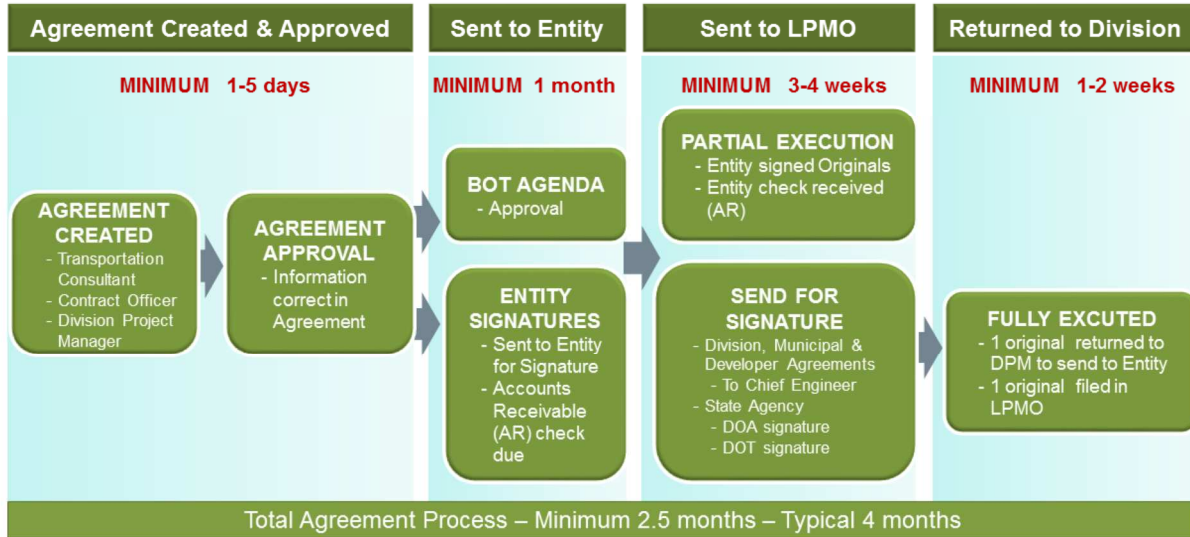 Agreement Created & Approved
MINIMUM 1-5 days
AGREEMENT
CREATED
- Transportation
Consultant
- Contract Officer
- Division Project
Manager
AGREEMENT
APPROVAL
- Information
correct in
Agreement
Sent to Entity
MINIMUM 1 month
BOT AGENDA
- Approval
ENTITY
SIGNATURES
- Sent to Entity
for Signature
- Accounts
Receivable
(AR) check
due
Sent to LPMO
MINIMUM 3-4 weeks
PARTIAL EXECUTION
- Entity signed Originals
- Entity check received
(AR)
SEND FOR
SIGNATURE
- Division, Municipal &
Developer Agreements
- To Chief Engineer
- State Agency
- DOA signature
- DOT signature
Returned to Division
MINIMUM 1-2 weeks
FULLY EXCUTED
- 1 original returned to
DPM to send to Entity
- 1 original filed in
LPMO
Total Agreement Process – Minimum 2.5 months – Typical 4 months